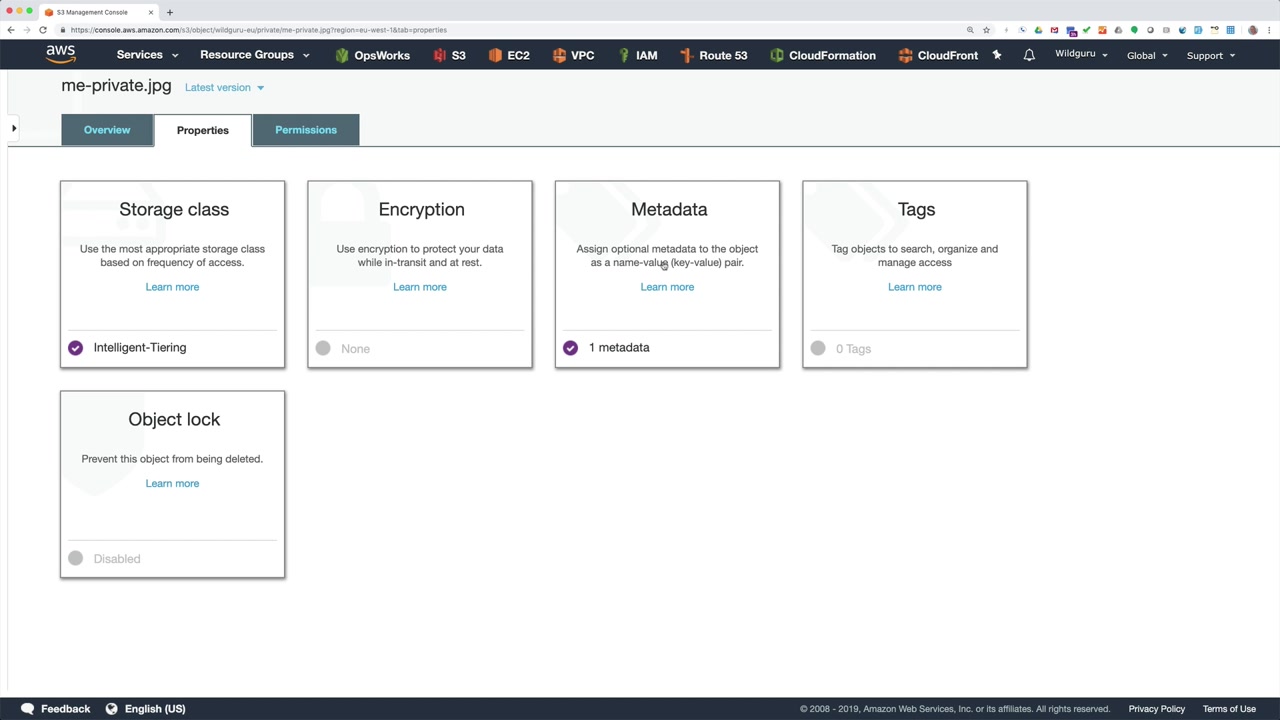 S3 Management Console
https://console.aws.amazon.com/s3/object/wildguru-eu/private/me-private.jpg?region=eu-west-1&tab=properties
aws Services Resource Groups OpsWorks S3 EC2 VPC IAM Route 53 CloudFormation CloudFront Wildguru Global Support
me-private.jpg Latest version
Overview Properties Permissions
Storage class
Use the most appropriate storage class
based on frequency of access.
Learn more
Intelligent-Tiering
Encryption
Use encryption to protect your data
while in-transit and at rest.
Learn more
None
Metadata
Assign optional metadata to the object
as a name-value (key-value) pair.
Learn more
1 metadata
Tags
Tag objects to search, organize and
manage access
Learn more
0 Tags
Object lock
Prevent this object from being deleted.
Learn more
Disabled
Feedback English (US) © 2008 - 2019, Amazon Web Services, Inc. or its affiliates. All rights reserved. Privacy Policy Terms of Use